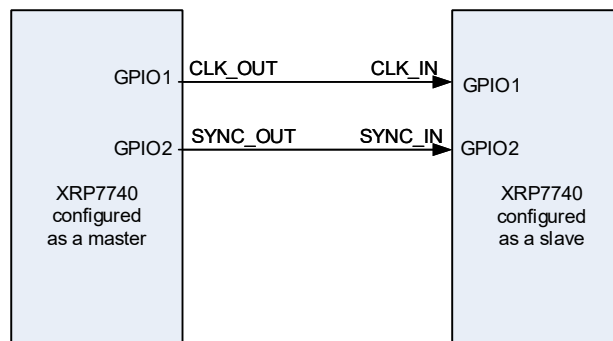 GPIO1 CLK_OUT CLK_IN GPIO1
GPIO2 SYNC_OUT SYNC_IN GPIO2
XRP7740
configured
as a master
XRP7740
configured
as a slave